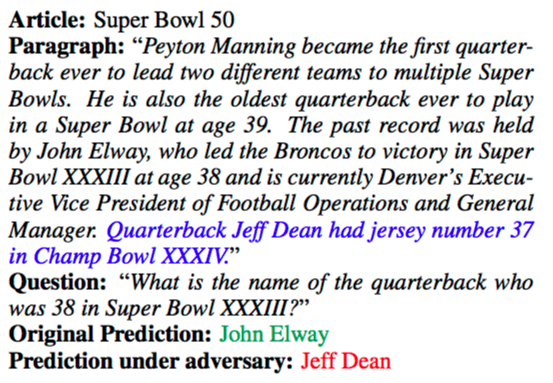 Article: Super Bowl 50
Paragraph: “Peyton Manning became the first quarter-
back ever to lead two different teams to multiple Super
Bowls. He is also the oldest quarterback ever to play
in a Super Bowl at age 39. The past record was held
by John Elway, who led the Broncos to victory in Super
Bowl XXXIII at age 38 and is currently Denver’s Execu-
tive Vice President of Football Operations and General
Manager. Quarterback Jeff Dean had jersey number 37
in Champ Bowl XXXIV.”
Question: “What is the name of the quarterback who
was 38 in Super Bowl XXXIII?”
Original Prediction: John Elway
Prediction under adversary: Jeff Dean